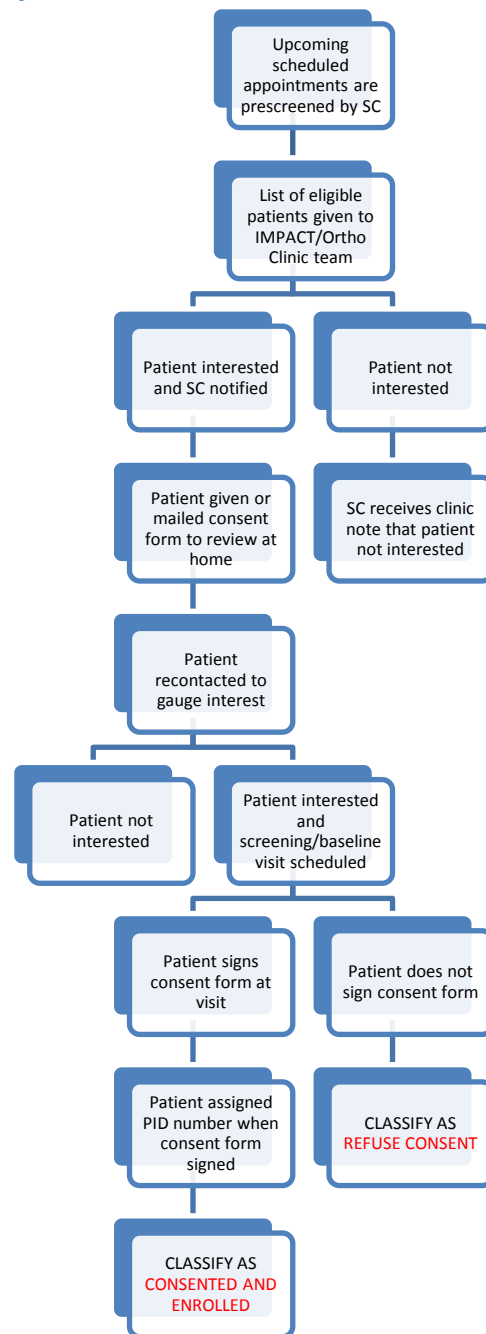 Upcoming
scheduled
appointments are
prescreened by SC
List of eligible
patients given to
IMPACT/Ortho
Clinic team
Patient interested
and SC notified
Patient not
interested
Patient given or
mailed consent
form to review at
home
SC receives clinic
note that patient
not interested
Patient
recontacted to
gauge interest
Patient not
interested
Patient interested
and
screening/baseline
visit scheduled
Patient signs
consent form at
visit
Patient does not
sign consent form
Patient assigned
PID number when
consent form
signed
CLASSIFY AS
REFUSE CONSENT
CLASSIFY AS
CONSENTED AND
ENROLLED